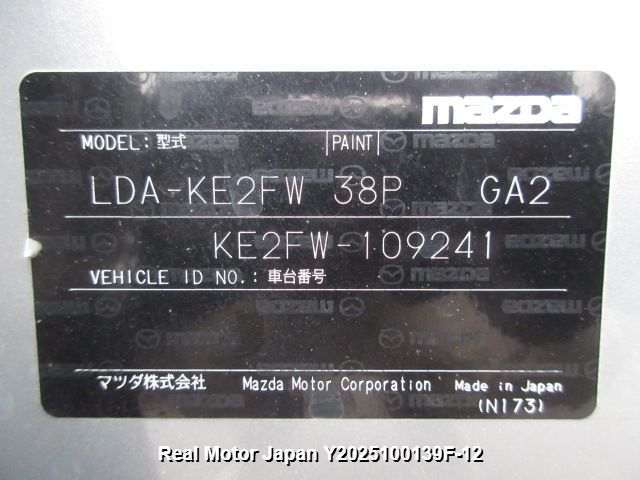 mazda
MODEL: 型式 PAINT
LDA-KE2FW 38P GA2
KE2FW-109241
VEHICLE ID NO.: 車台番号
マツダ株式会社 Mazda Motor Corporation Made in Japan
(N173)
Real Motor Japan Y2025100139F-12